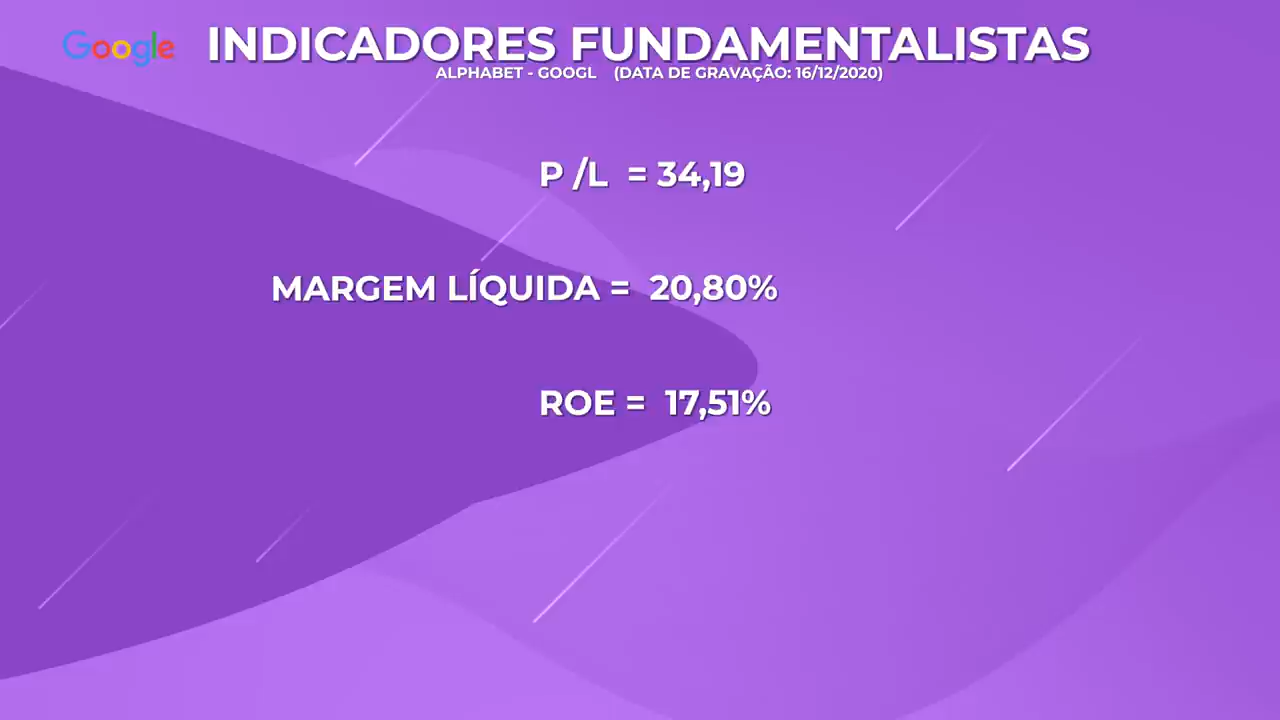 Google
INDICADORES FUNDAMENTALISTAS
ALPHABET - GOOGL (DATA DE GRAVAÇÃO: 16/12/2020)
P /L = 34,19
MARGEM LÍQUIDA = 20,80%
ROE = 17,51%